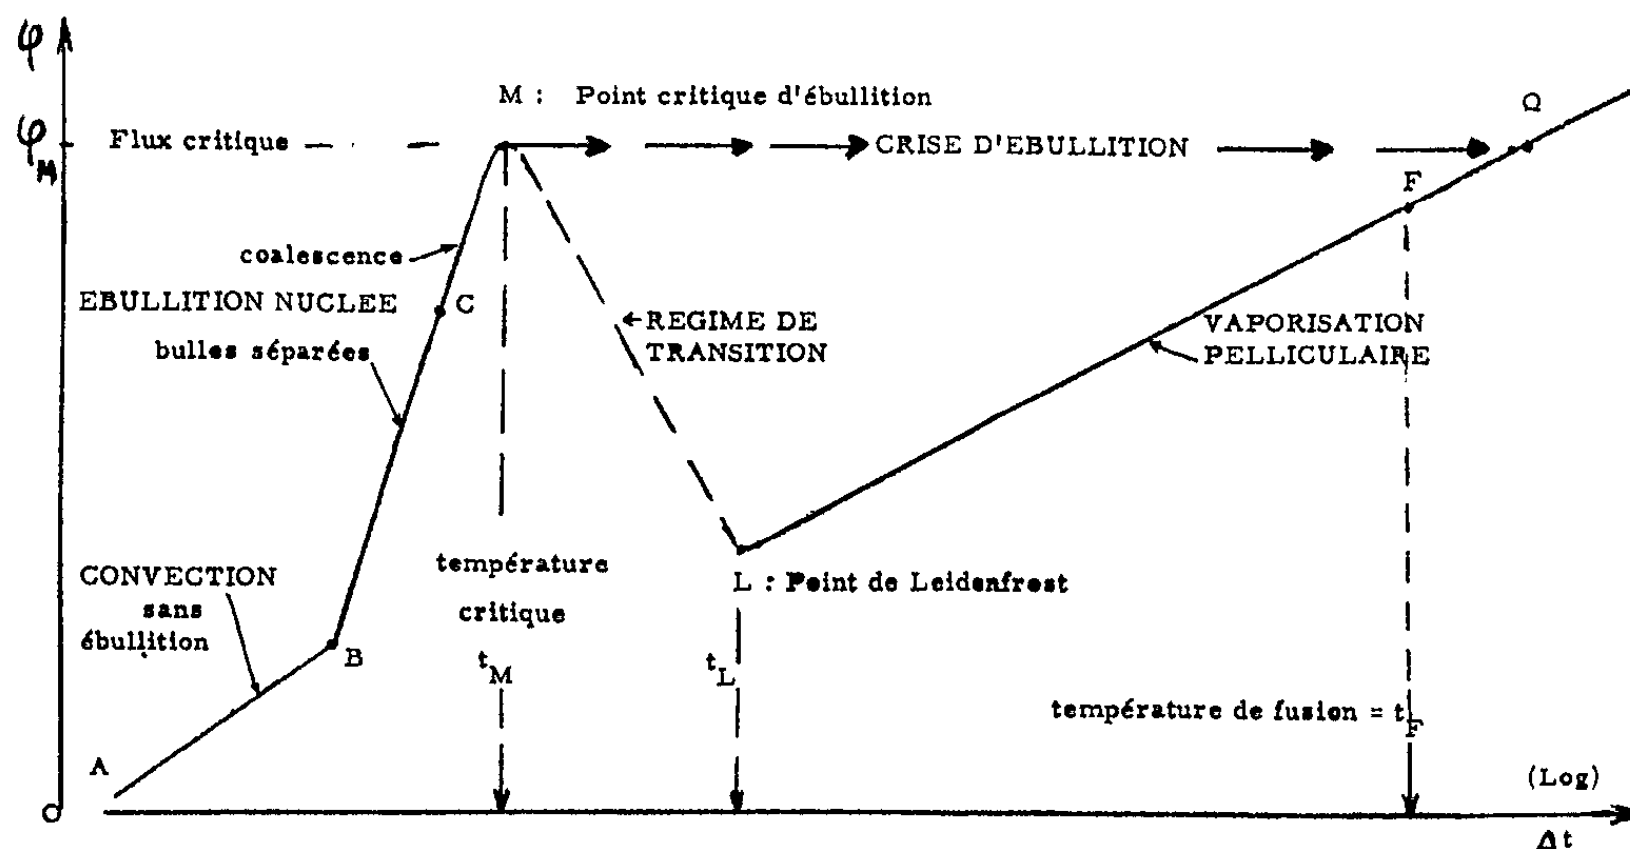 φ
M : Point critique d'ébullition
Ω
φM
Flux critique
CRISE D'EBULLITION
F
coalescence
EBULLITION NUCLEE
C
bulles séparées
REGIME DE
TRANSITION
VAPORISATION
PELLICULAIRE
température
critique
tM
L : Point de Leidenfrost
tL
CONVECTION
sans
ébullition
B
température de fusion = tF
A
(Log)
O
Δt